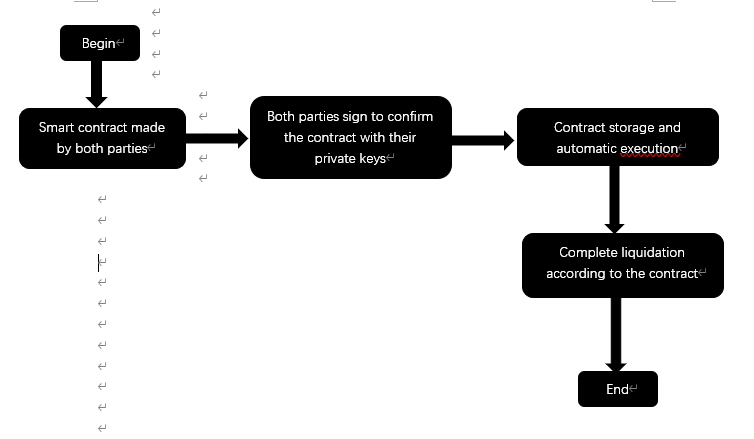 Begin
Smart contract made
by both parties
Both parties sign to confirm
the contract with their
private keys
Contract storage and
automatic execution
Complete liquidation
according to the contract
End